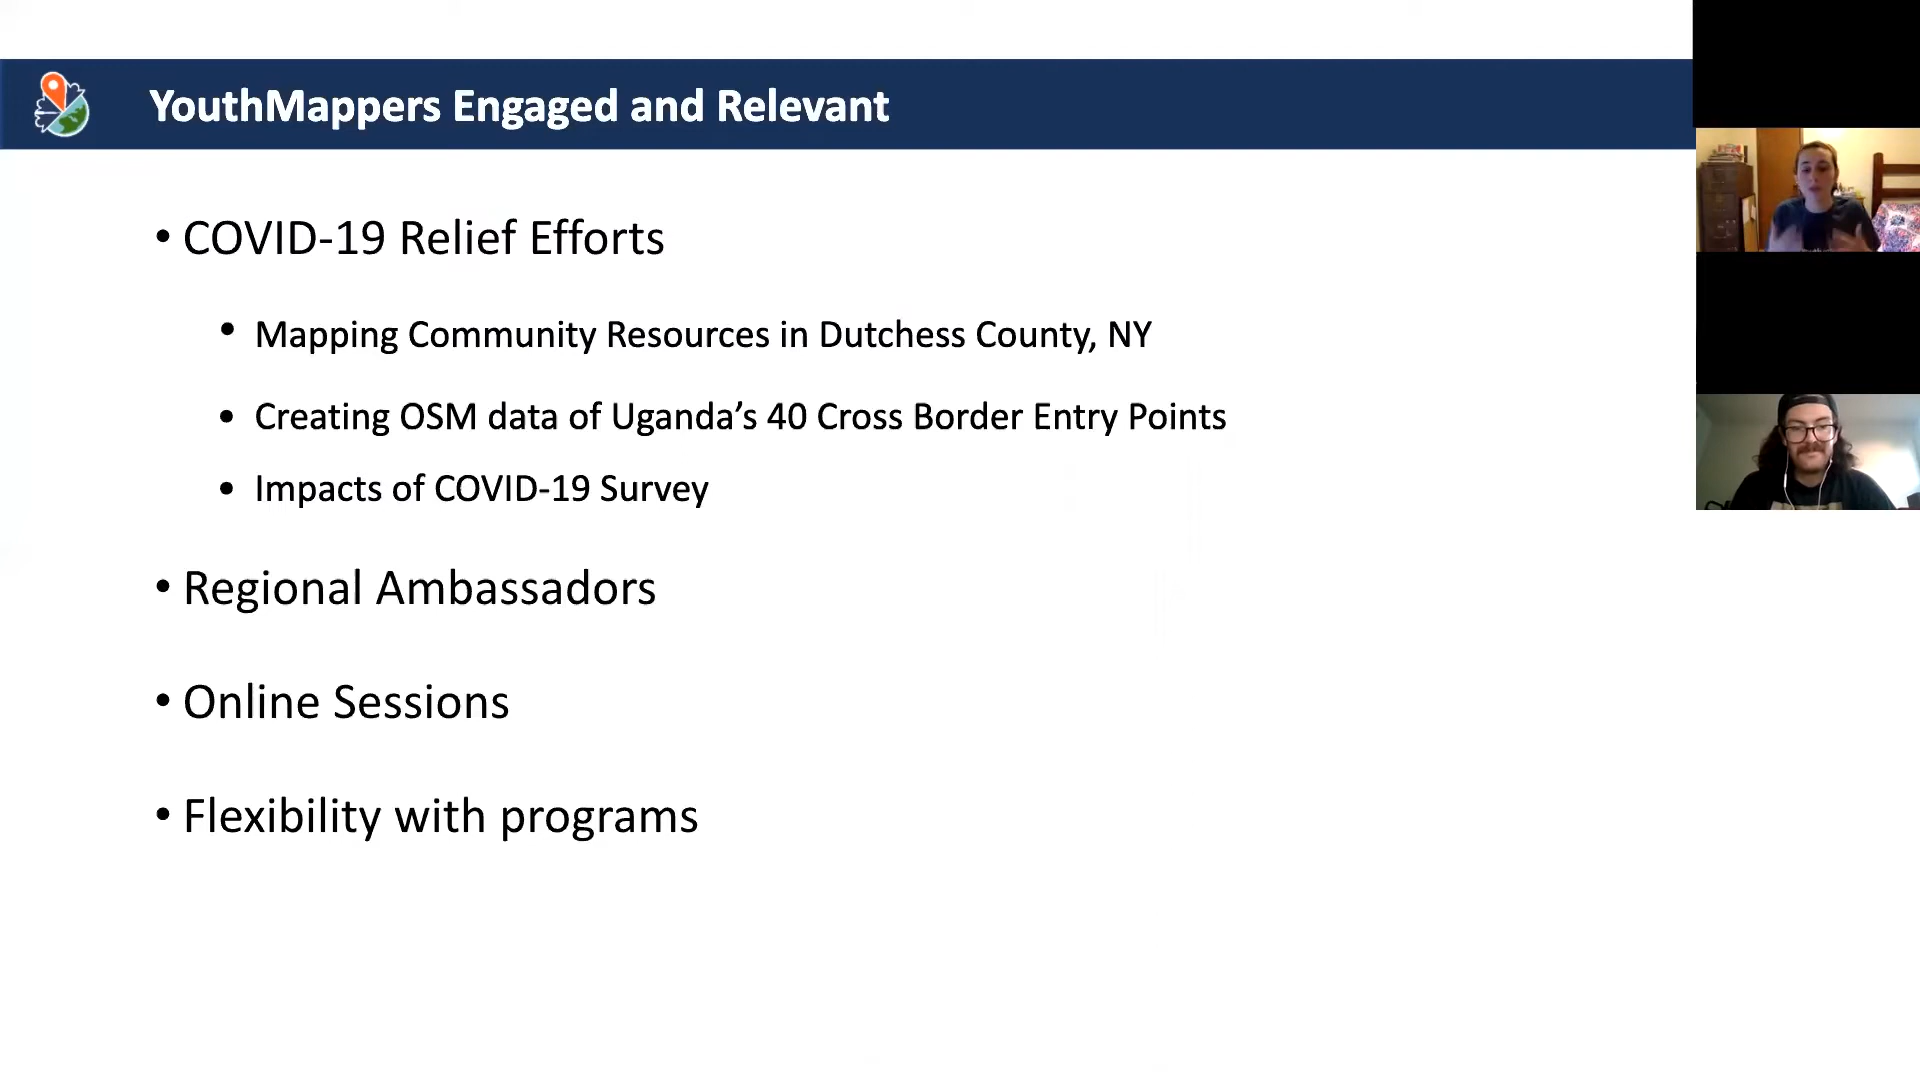 YouthMappers Engaged and Relevant
• COVID-19 Relief Efforts
• Mapping Community Resources in Dutchess County, NY
• Creating OSM data of Uganda’s 40 Cross Border Entry Points
• Impacts of COVID-19 Survey
• Regional Ambassadors
• Online Sessions
• Flexibility with programs